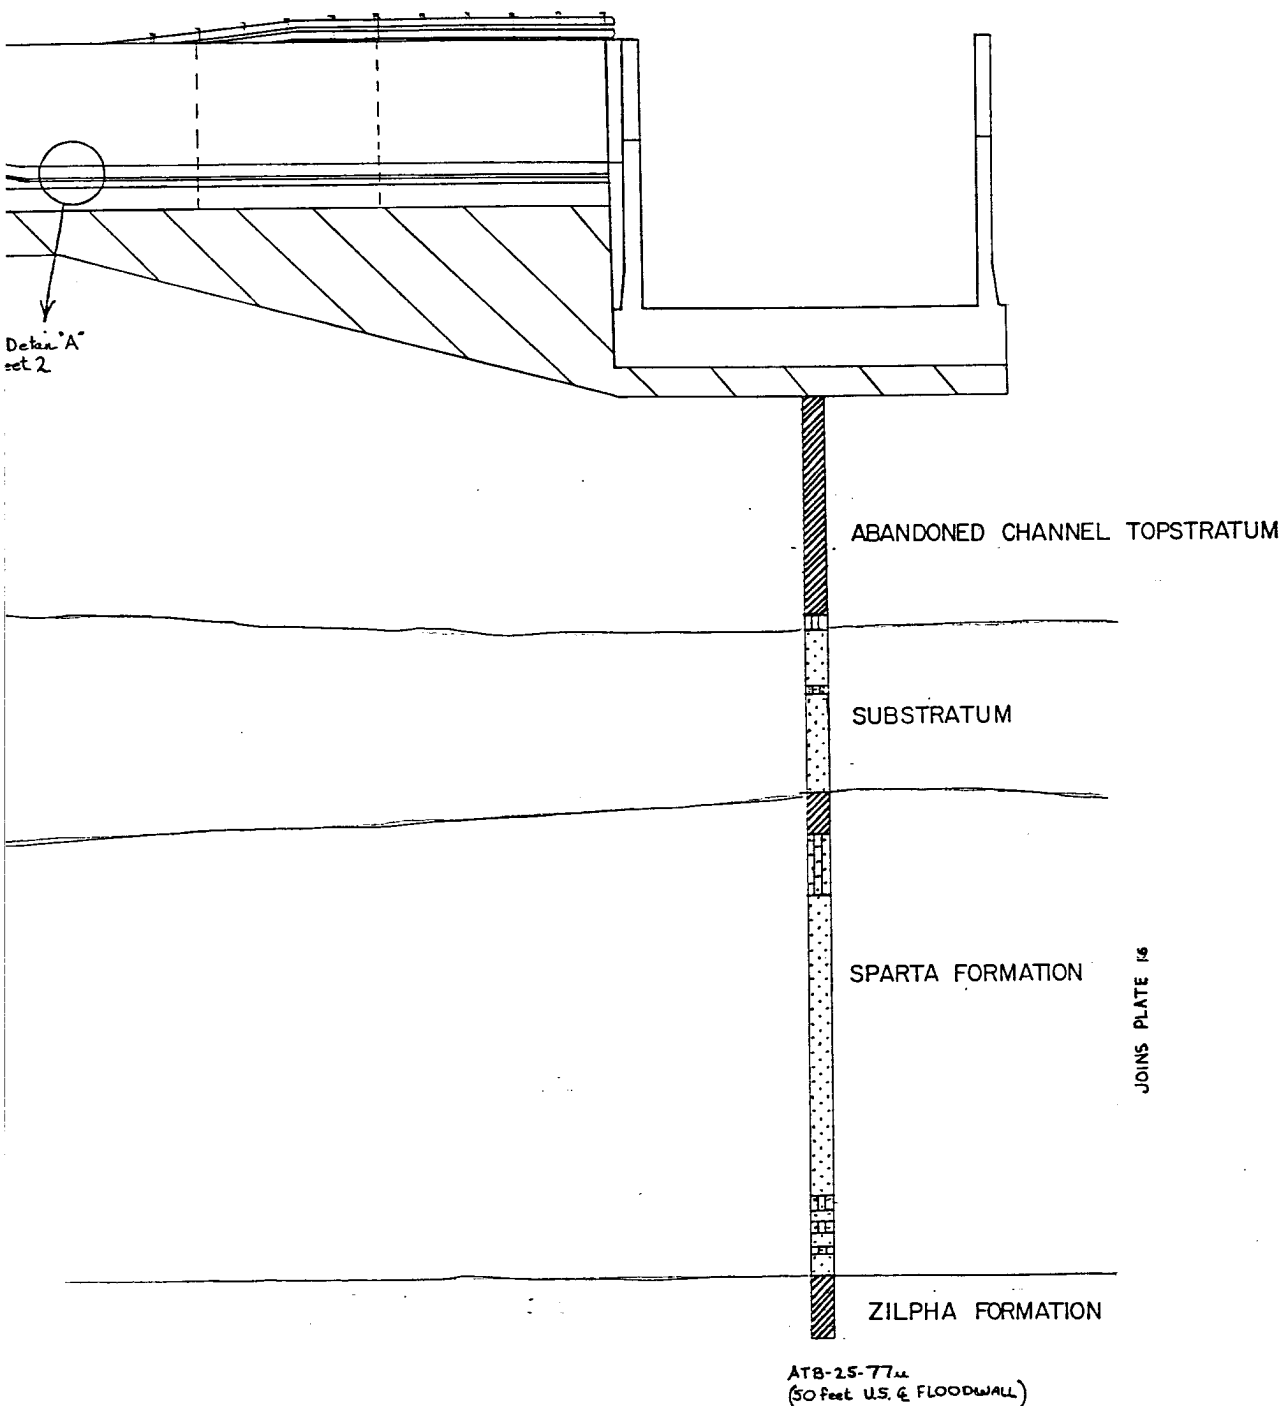 Detail "A"
eet 2
ABANDONED CHANNEL TOPSTRATUM
SUBSTRATUM
SPARTA FORMATION
JOINS PLATE 16
ZILPHA FORMATION
ATB-25-77u
(50 feet U.S. ℄ FLOODWALL)